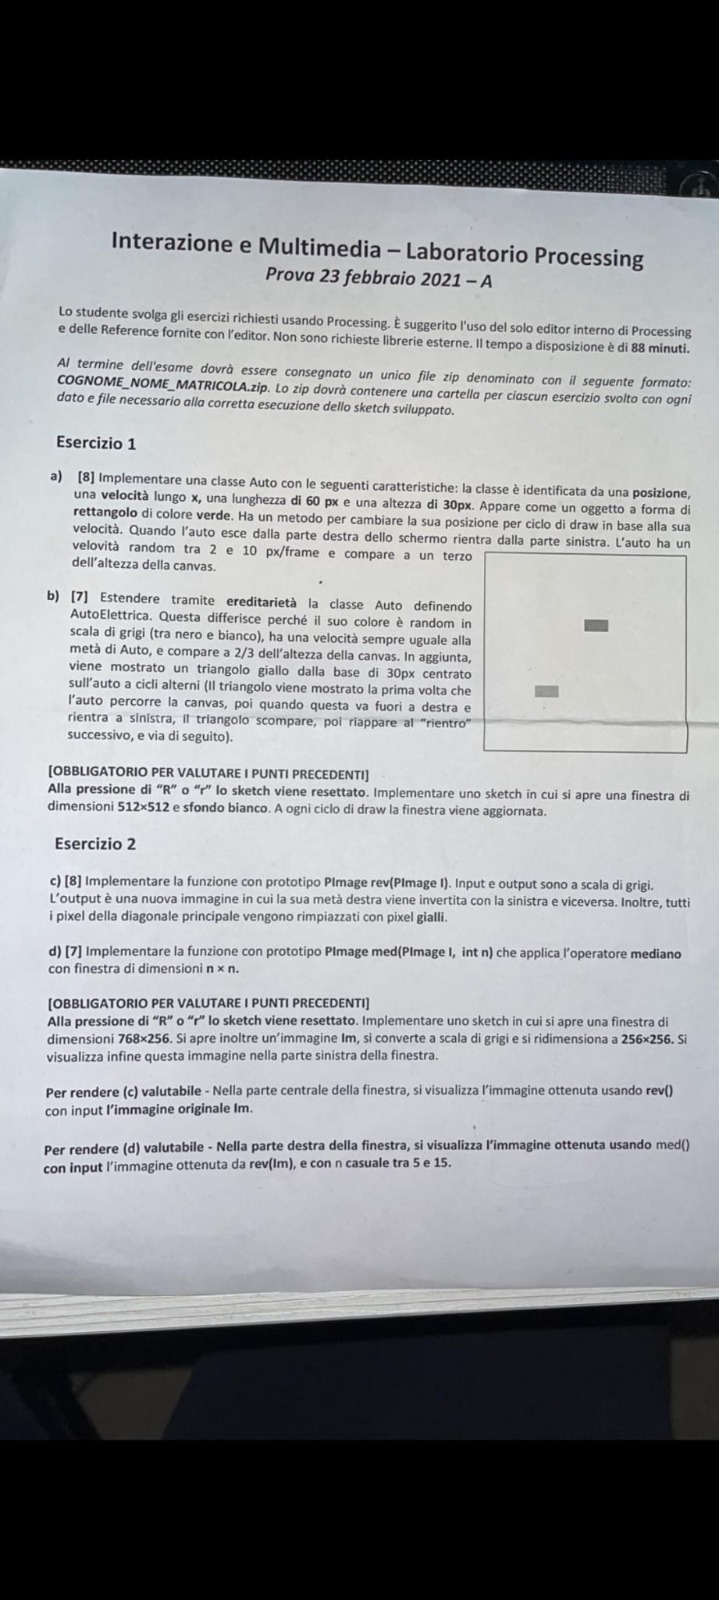 Interazione e Multimedia – Laboratorio Processing
Prova 23 febbraio 2021 – A
Lo studente svolga gli esercizi richiesti usando Processing. È suggerito l'uso del solo editor interno di Processing
e delle Reference fornite con l'editor. Non sono richieste librerie esterne. Il tempo a disposizione è di 88 minuti.
Al termine dell'esame dovrà essere consegnato un unico file zip denominato con il seguente formato:
COGNOME_NOME_MATRICOLA.zip. Lo zip dovrà contenere una cartella per ciascun esercizio svolto con ogni
dato e file necessario alla corretta esecuzione dello sketch sviluppato.
Esercizio 1
a) [8] Implementare una classe Auto con le seguenti caratteristiche: la classe è identificata da una posizione,
una velocità lungo x, una lunghezza di 60 px e una altezza di 30px. Appare come un oggetto a forma di
rettangolo di colore verde. Ha un metodo per cambiare la sua posizione per ciclo di draw in base alla sua
velocità. Quando l'auto esce dalla parte destra dello schermo rientra dalla parte sinistra. L'auto ha un
velovità random tra 2 e 10 px/frame e compare a un terzo
dell'altezza della canvas.
b) [7] Estendere tramite ereditarietà la classe Auto definendo
AutoElettrica. Questa differisce perché il suo colore è random in
scala di grigi (tra nero e bianco), ha una velocità sempre uguale alla
metà di Auto, e compare a 2/3 dell'altezza della canvas. In aggiunta,
viene mostrato un triangolo giallo dalla base di 30px centrato
sull'auto a cicli alterni (Il triangolo viene mostrato la prima volta che
l'auto percorre la canvas, poi quando questa va fuori a destra e
rientra a sinistra, il triangolo scompare, poi riappare al "rientro"
successivo, e via di seguito).
[OBBLIGATORIO PER VALUTARE I PUNTI PRECEDENTI]
Alla pressione di "R" o "r" lo sketch viene resettato. Implementare uno sketch in cui si apre una finestra di
dimensioni 512×512 e sfondo bianco. A ogni ciclo di draw la finestra viene aggiornata.
Esercizio 2
c) [8] Implementare la funzione con prototipo PImage rev(PImage I). Input e output sono a scala di grigi.
L'output è una nuova immagine in cui la sua metà destra viene invertita con la sinistra e viceversa. Inoltre, tutti
i pixel della diagonale principale vengono rimpiazzati con pixel gialli.
d) [7] Implementare la funzione con prototipo PImage med(PImage I, int n) che applica l'operatore mediano
con finestra di dimensioni n × n.
[OBBLIGATORIO PER VALUTARE I PUNTI PRECEDENTI]
Alla pressione di "R" o "r" lo sketch viene resettato. Implementare uno sketch in cui si apre una finestra di
dimensioni 768×256. Si apre inoltre un'immagine Im, si converte a scala di grigi e si ridimensiona a 256×256. Si
visualizza infine questa immagine nella parte sinistra della finestra.
Per rendere (c) valutabile - Nella parte centrale della finestra, si visualizza l'immagine ottenuta usando rev()
con input l'immagine originale Im.
Per rendere (d) valutabile - Nella parte destra della finestra, si visualizza l'immagine ottenuta usando med()
con input l'immagine ottenuta da rev(Im), e con n casuale tra 5 e 15.